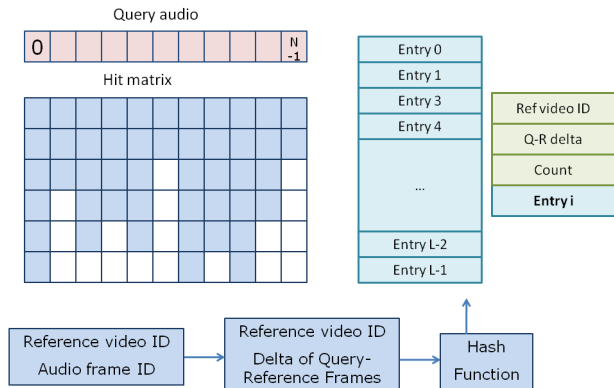 Query audio
0
N
-1
Hit matrix
Entry 0
Entry 1
Entry 3
Entry 4
...
Entry L-2
Entry L-1
Ref video ID
Q-R delta
Count
Entry i
Reference video ID
Audio frame ID
Reference video ID
Delta of Query-
Reference Frames
Hash
Function